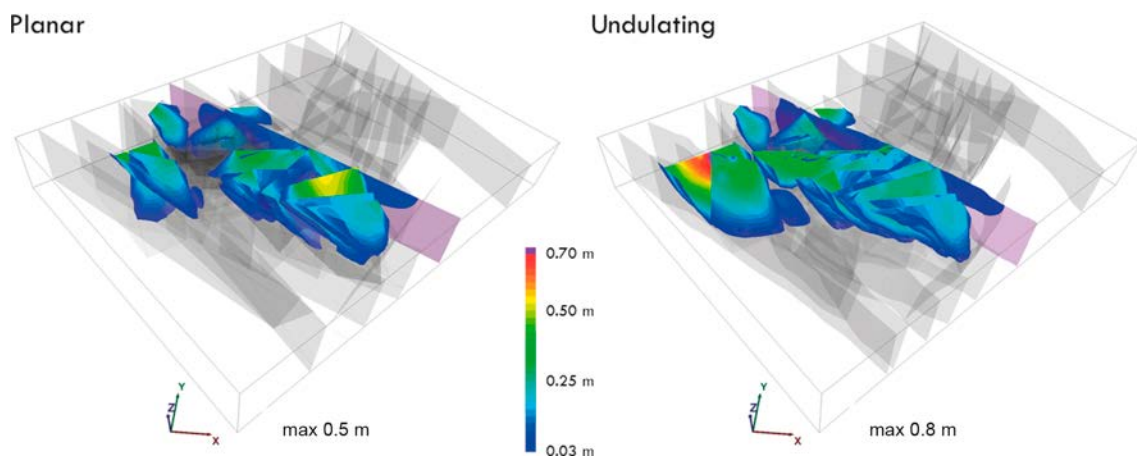 Planar
Undulating
0.70 m
0.50 m
0.25 m
0.03 m
Y
Z
X
max 0.5 m
Y
Z
X
max 0.8 m